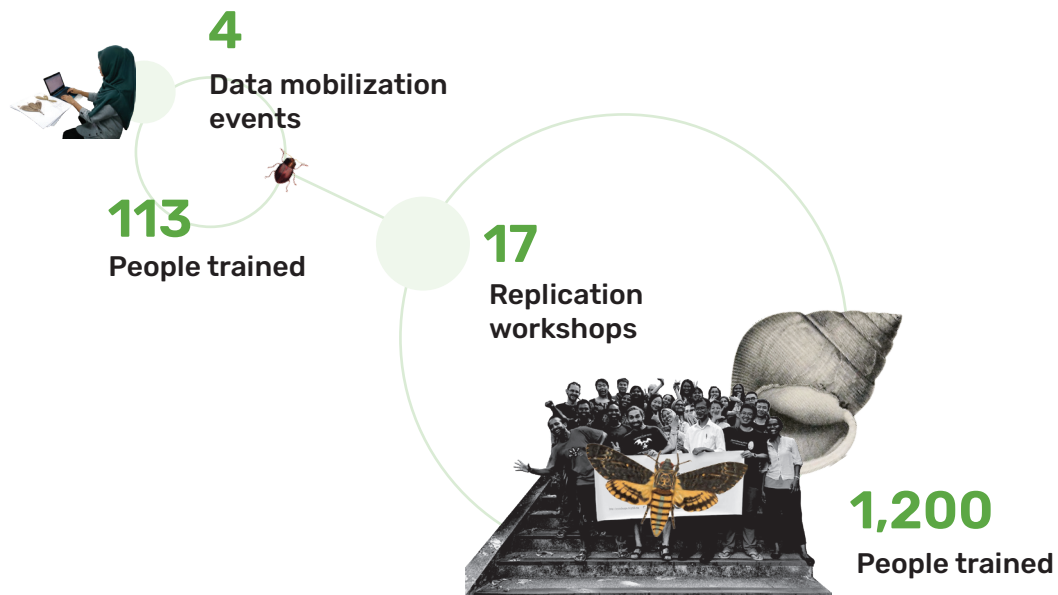 4
Data mobilization
events
113
People trained
17
Replication
workshops
1,200
People trained